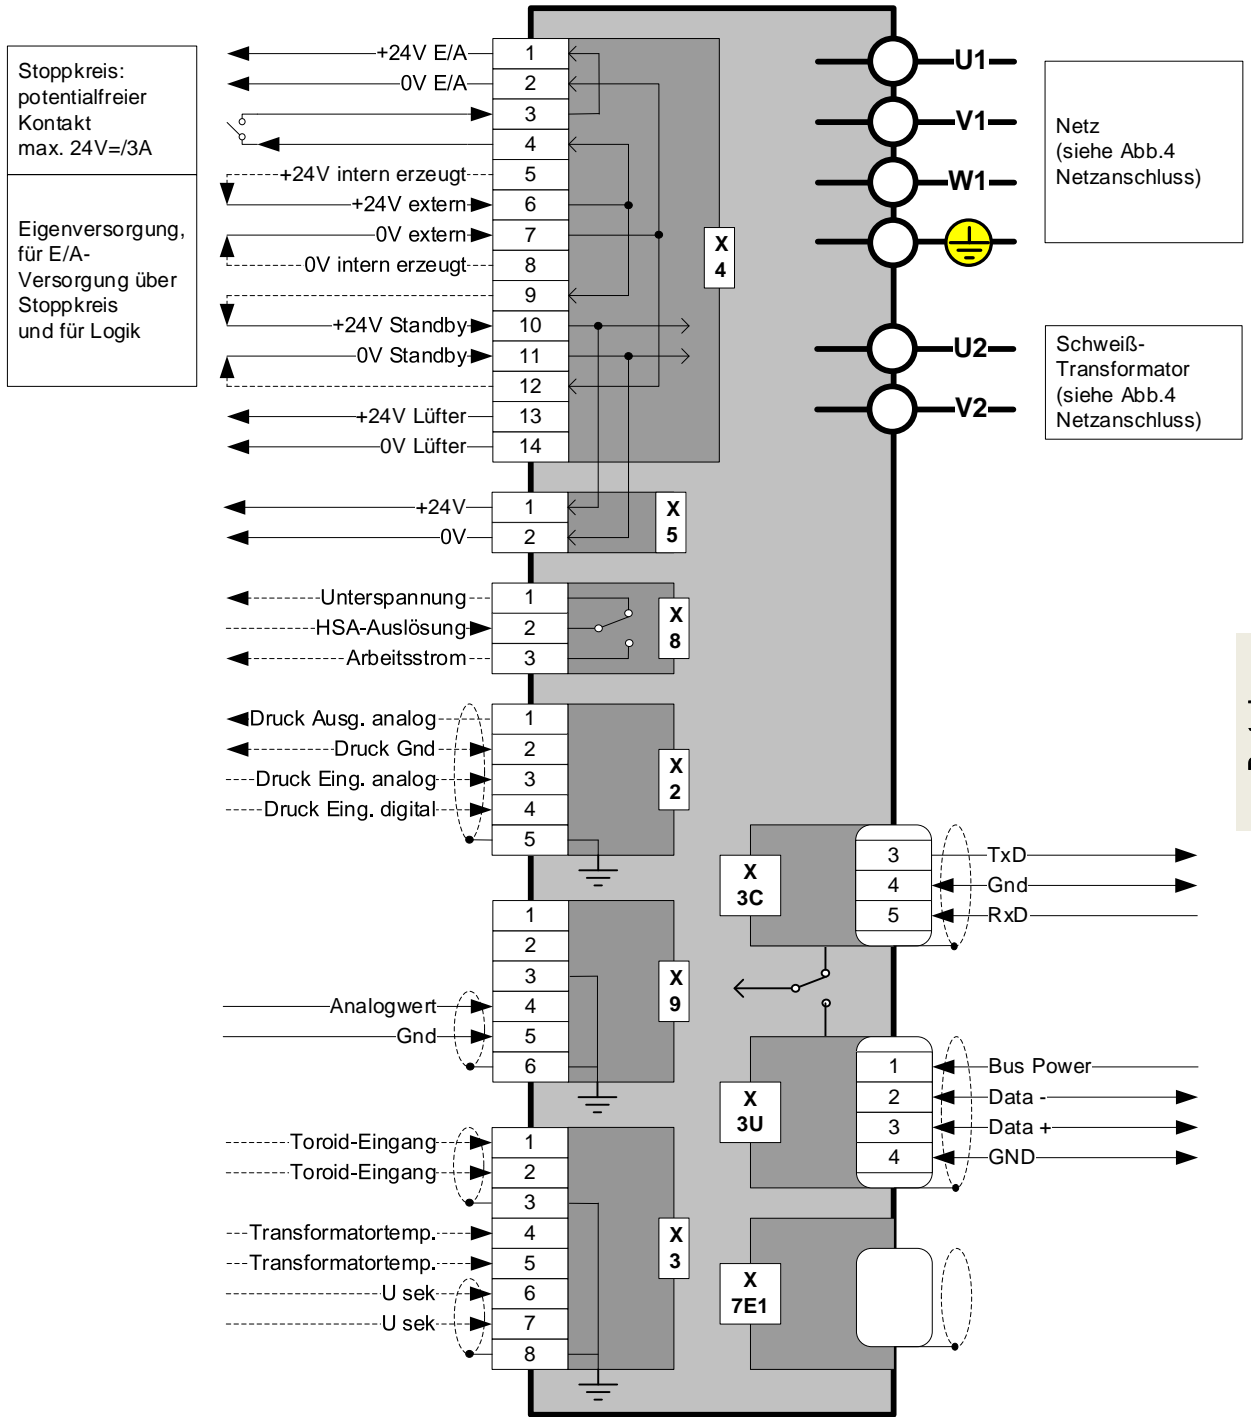 Stoppkreis:
potentialfreier
Kontakt
max. 24V=/3A
Eigenversorgung,
für E/A-
Versorgung über
Stoppkreis
und für Logik
+24V E/A 1
0V E/A 2
3
4
+24V intern erzeugt 5
+24V extern 6
0V extern 7
0V intern erzeugt 8
9
+24V Standby 10
0V Standby 11
12
+24V Lüfter 13
0V Lüfter 14
X
4
+24V 1
0V 2
X
5
Unterspannung 1
HSA-Auslösung 2
Arbeitsstrom 3
X
8
Druck Ausg. analog 1
Druck Gnd 2
Druck Eing. analog 3
Druck Eing. digital 4
5
X
2
1
2
3
Analogwert 4
Gnd 5
6
X
9
Toroid-Eingang 1
Toroid-Eingang 2
3
Transformatortemp. 4
Transformatortemp. 5
U sek 6
U sek 7
8
X
3
U1
V1
W1
Netz
(siehe Abb.4
Netzanschluss)
U2
V2
Schweiß-
Transformator
(siehe Abb.4
Netzanschluss)
X
3C
3 TxD
4 Gnd
5 RxD
X
3U
1 Bus Power
2 Data -
3 Data +
4 GND
X
7E1